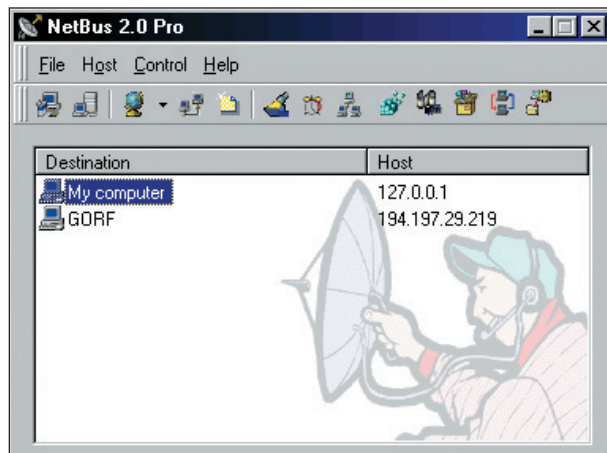 NetBus 2.0 Pro
File Host Control Help
Destination Host
My computer 127.0.0.1
GORF 194.197.29.219